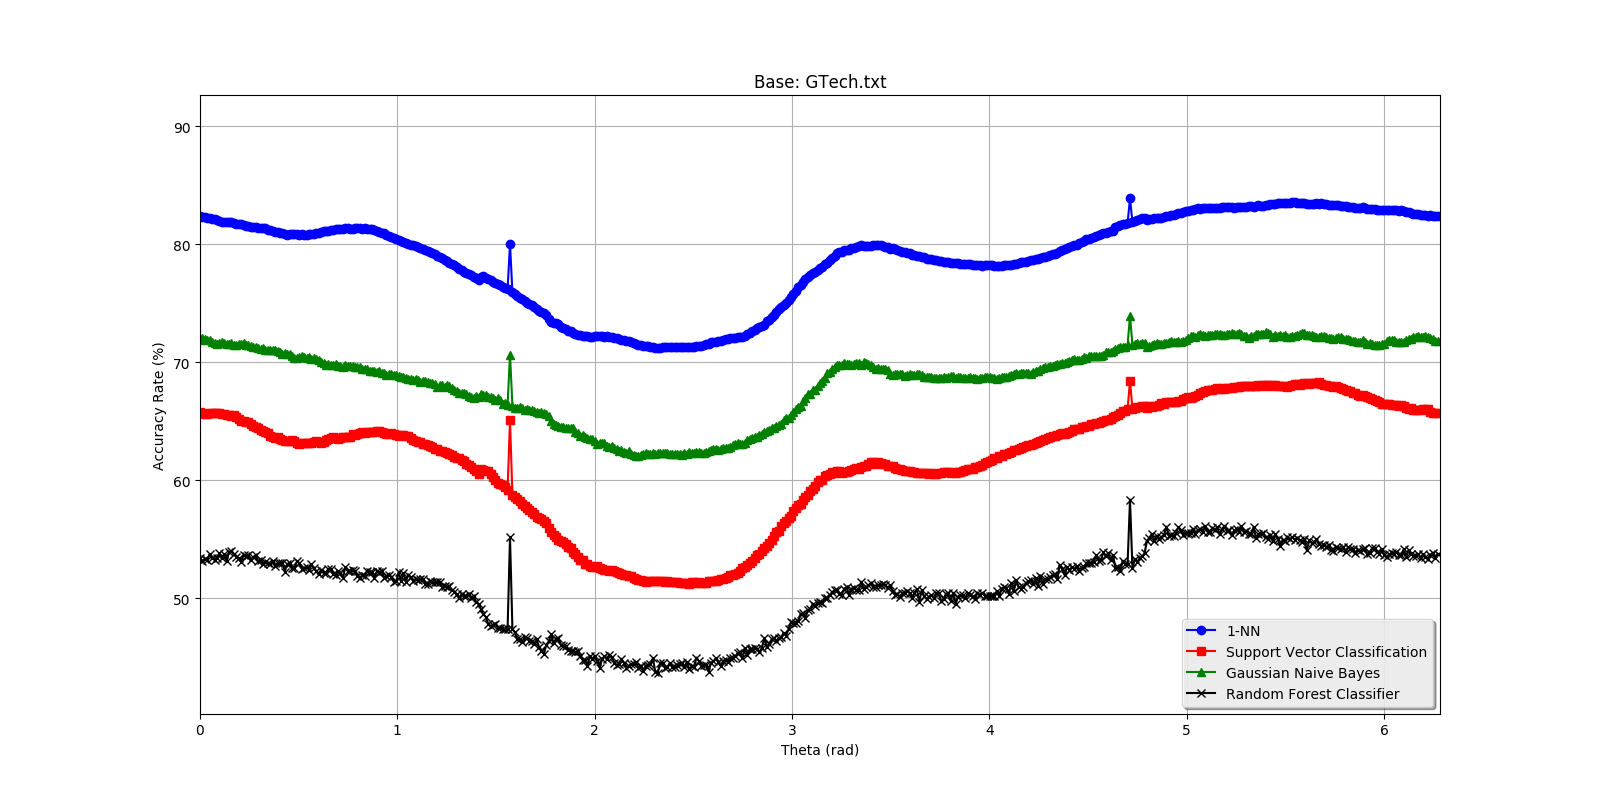 Base: GTech.txt
Accuracy Rate (%)
90
80
70
60
50
0 1 2 3 4 5 6
Theta (rad)
1-NN
Support Vector Classification
Gaussian Naive Bayes
Random Forest Classifier